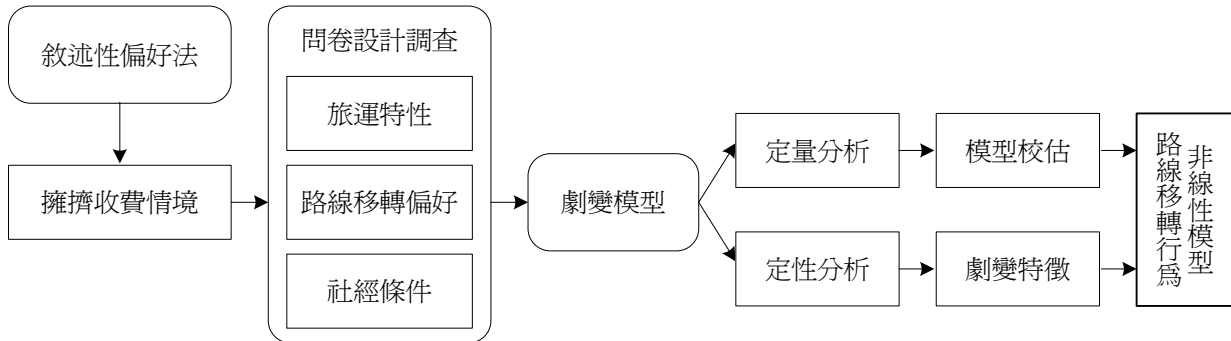 敘述性偏好法
擁擠收費情境
問卷設計調查
旅運特性
路線移轉偏好
社經條件
劇變模型
定量分析
模型校估
定性分析
劇變特徵
非線性模型
路線移轉行為